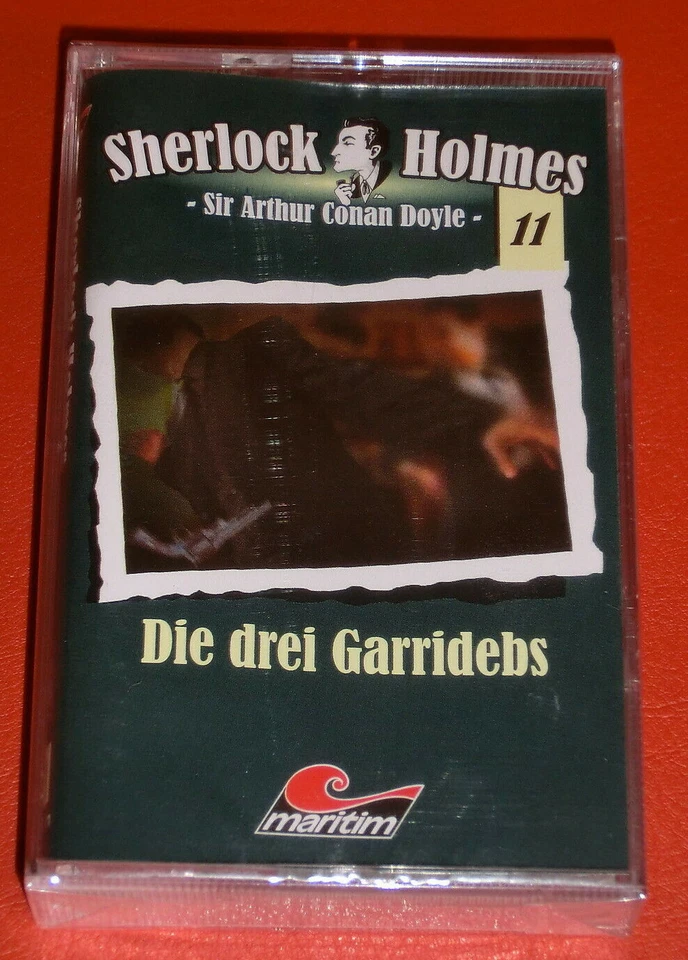 Sherlock Holmes
- Sir Arthur Conan Doyle -
11
Die drei Garridebs
maritim